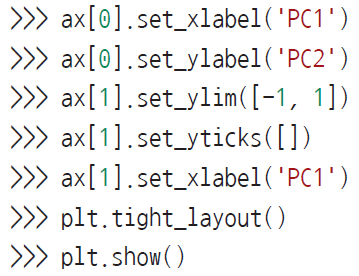 >>> ax[0].set_xlabel('PC1')
>>> ax[0].set_ylabel('PC2')
>>> ax[1].set_ylim([-1, 1])
>>> ax[1].set_yticks([])
>>> ax[1].set_xlabel('PC1')
>>> plt.tight_layout()
>>> plt.show()